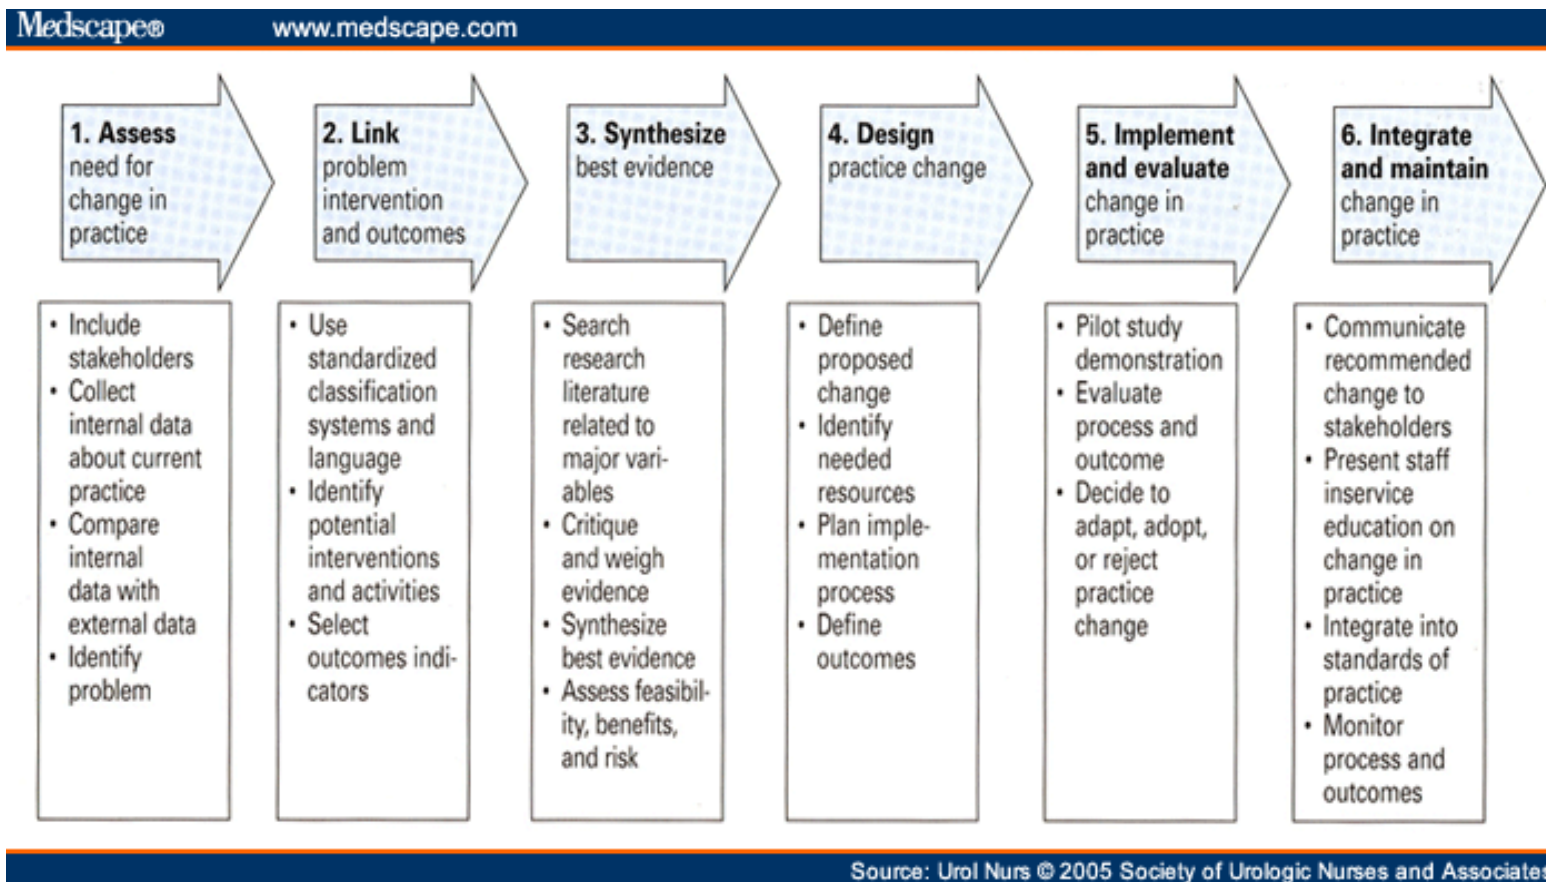 Medscape® www.medscape.com
1. Assess
need for
change in
practice
2. Link
problem
intervention
and outcomes
3. Synthesize
best evidence
4. Design
practice change
5. Implement
and evaluate
change in
practice
6. Integrate
and maintain
change in
practice
• Include
stakeholders
• Collect
internal data
about current
practice
• Compare
internal
data with
external data
• Identify
problem
• Use
standardized
classification
systems and
language
• Identify
potential
interventions
and activities
• Select
outcomes indi-
cators
• Search
research
literature
related to
major vari-
ables
• Critique
and weigh
evidence
• Synthesize
best evidence
• Assess feasibil-
ity, benefits,
and risk
• Define
proposed
change
• Identify
needed
resources
• Plan imple-
mentation
process
• Define
outcomes
• Pilot study
demonstration
• Evaluate
process and
outcome
• Decide to
adapt, adopt,
or reject
practice
change
• Communicate
recommended
change to
stakeholders
• Present staff
inservice
education on
change in
practice
• Integrate into
standards of
practice
• Monitor
process and
outcomes
Source: Urol Nurs © 2005 Society of Urologic Nurses and Associates